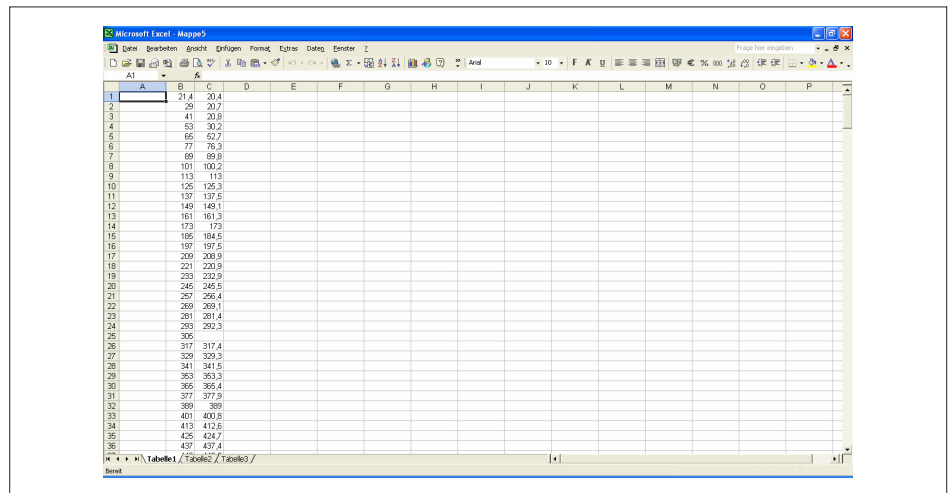 Microsoft Excel - Mappe5
Datei Bearbeiten Ansicht Einfügen Format Extras Daten Fenster ? Frage hier eingeben
Arial 10 F K U
A1 fx
A B C D E F G H I J K L M N O P
1 21,4 20,4
2 29 20,7
3 41 20,8
4 53 30,2
5 65 52,7
6 77 76,3
7 89 89,8
8 101 100,2
9 113 113
10 125 125,3
11 137 137,5
12 149 149,1
13 161 161,3
14 173 173
15 185 184,5
16 197 197,5
17 209 208,9
18 221 220,9
19 233 232,9
20 245 245,5
21 257 256,4
22 269 269,1
23 281 281,4
24 293 292,3
25 305
26 317 317,4
27 329 329,3
28 341 341,5
29 353 353,3
30 365 365,4
31 377 377,9
32 389 389
33 401 400,8
34 413 412,6
35 425 424,7
36 437 437,4
Tabelle1 / Tabelle2 / Tabelle3 /
Bereit